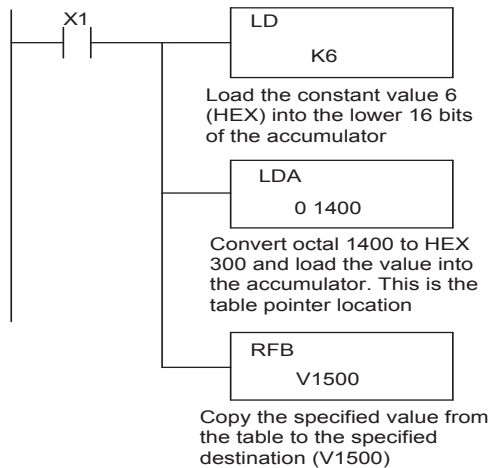 X1
LD
K6
Load the constant value 6
(HEX) into the lower 16 bits
of the accumulator
LDA
0 1400
Convert octal 1400 to HEX
300 and load the value into
the accumulator. This is the
table pointer location
RFB
V1500
Copy the specified value from
the table to the specified
destination (V1500)